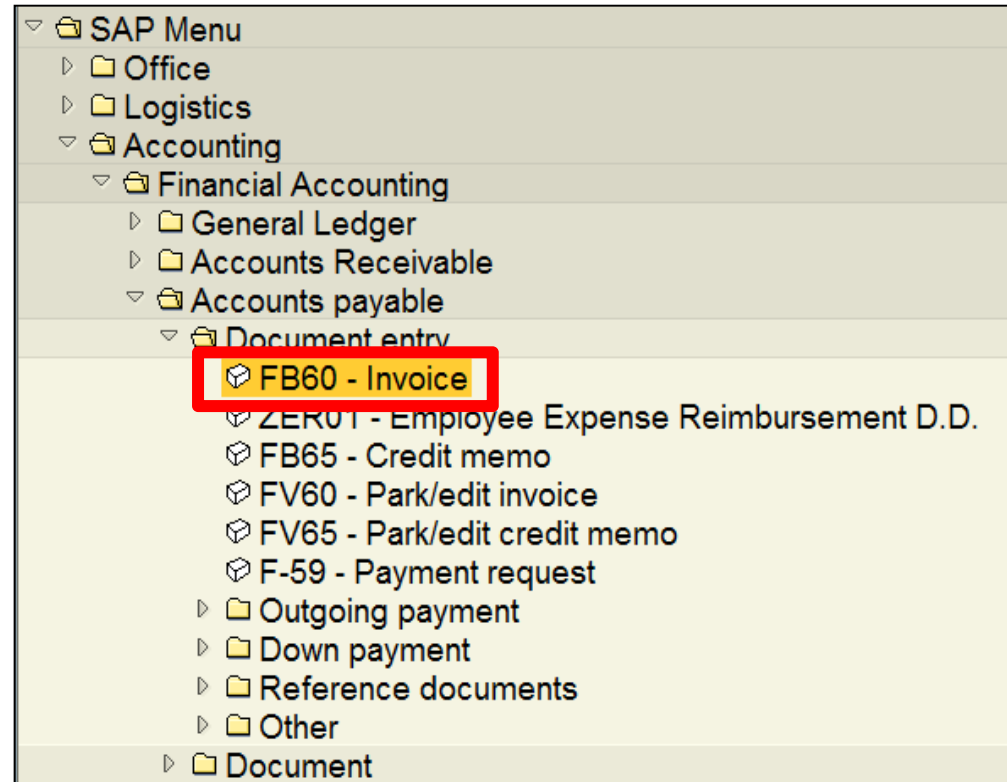 SAP Menu
Office
Logistics
Accounting
Financial Accounting
General Ledger
Accounts Receivable
Accounts payable
Document entry
FB60 - Invoice
ZER01 - Employee Expense Reimbursement D.D.
FB65 - Credit memo
FV60 - Park/edit invoice
FV65 - Park/edit credit memo
F-59 - Payment request
Outgoing payment
Down payment
Reference documents
Other
Document